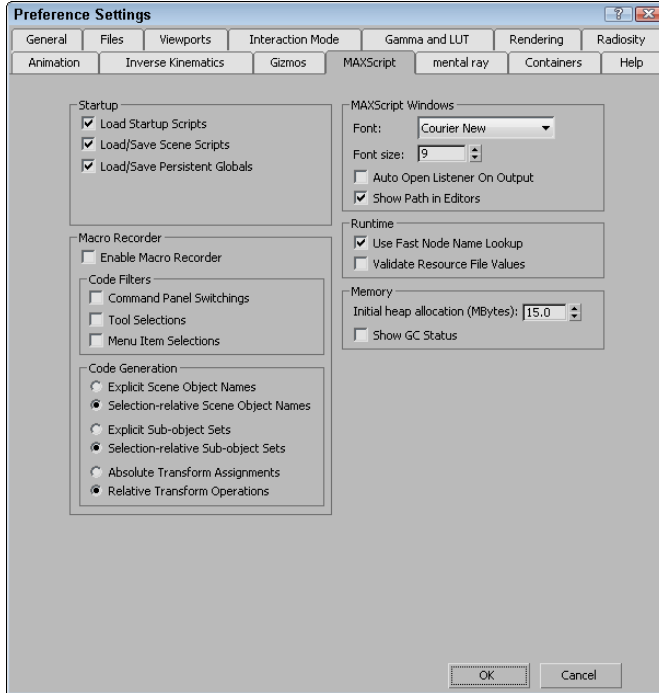 Preference Settings
General Files Viewports Interaction Mode Gamma and LUT Rendering Radiosity
Animation Inverse Kinematics Gizmos MAXScript mental ray Containers Help
Startup
Load Startup Scripts
Load/Save Scene Scripts
Load/Save Persistent Globals
Macro Recorder
Enable Macro Recorder
Code Filters
Command Panel Switchings
Tool Selections
Menu Item Selections
Code Generation
Explicit Scene Object Names
Selection-relative Scene Object Names
Explicit Sub-object Sets
Selection-relative Sub-object Sets
Absolute Transform Assignments
Relative Transform Operations
MAXScript Windows
Font: Courier New
Font size: 9
Auto Open Listener On Output
Show Path in Editors
Runtime
Use Fast Node Name Lookup
Validate Resource File Values
Memory
Initial heap allocation (MBytes): 15.0
Show GC Status
OK Cancel